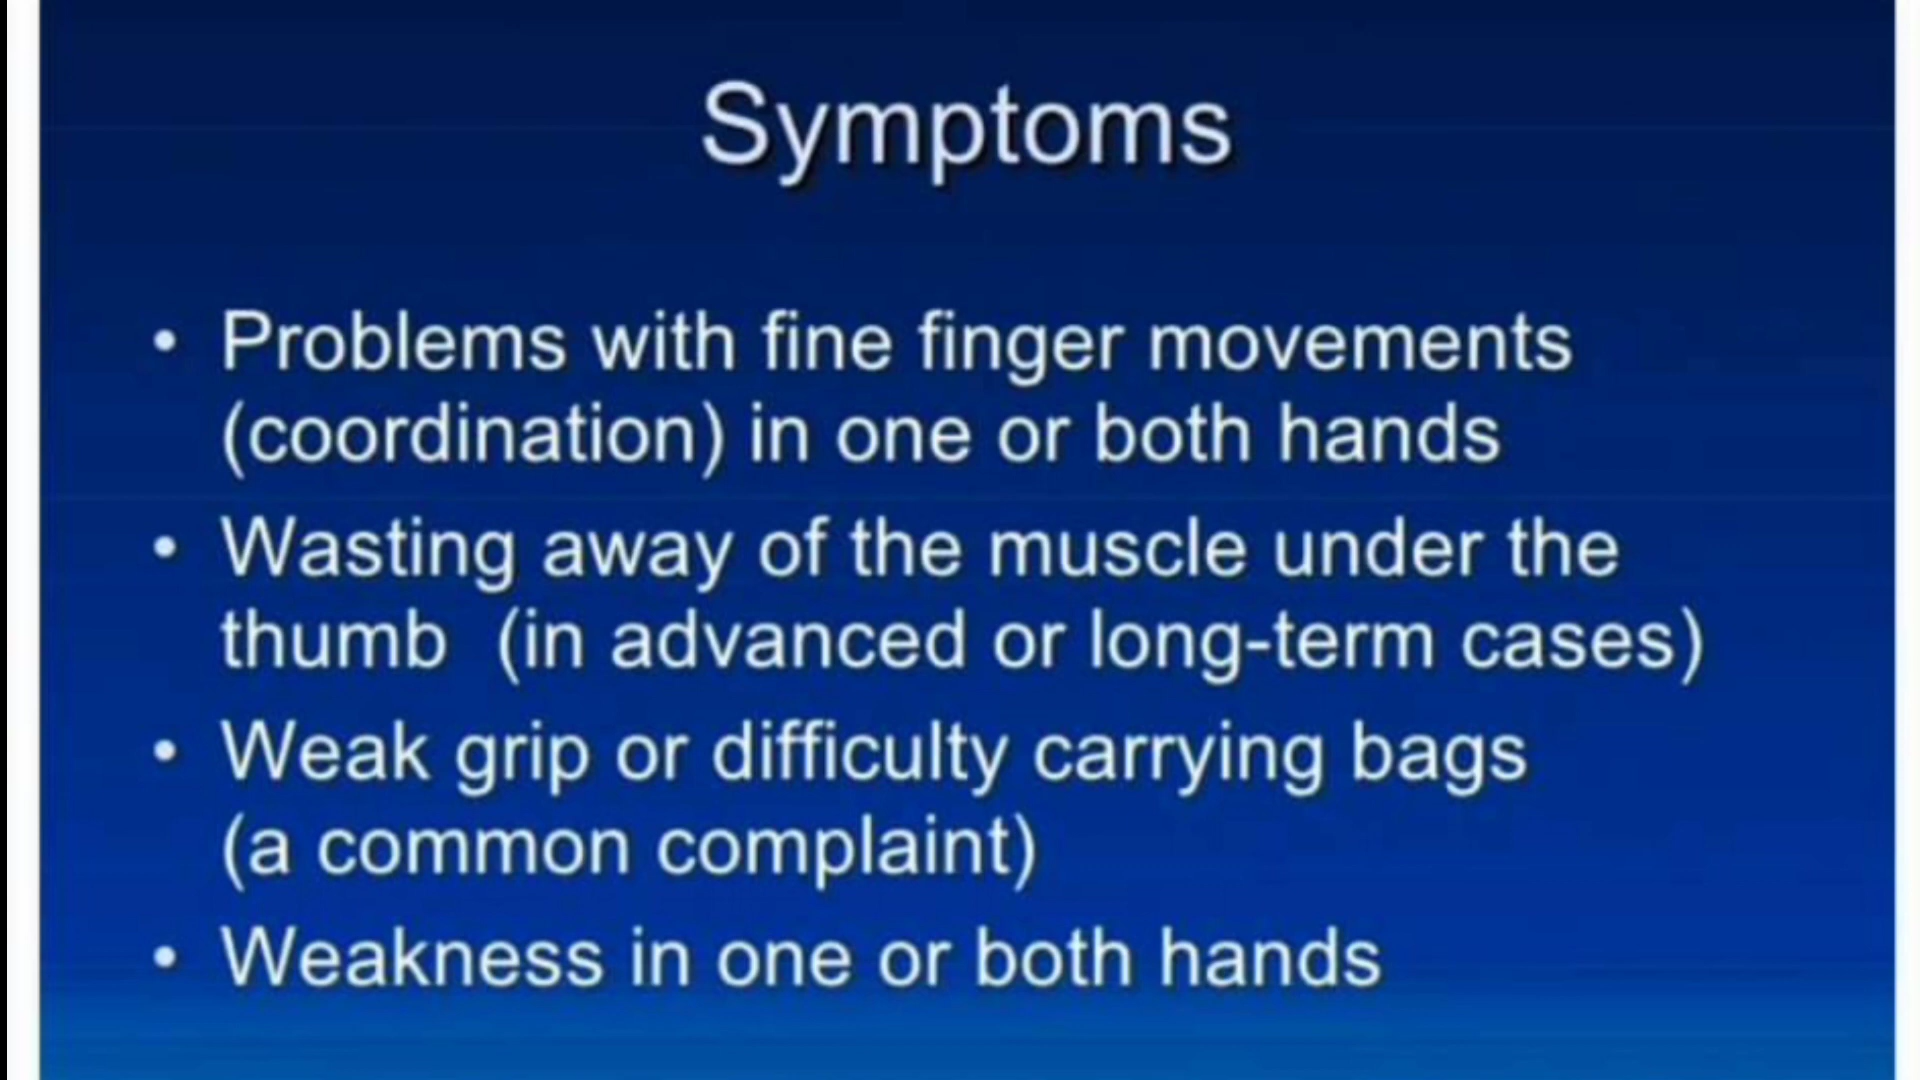 Symptoms
• Problems with fine finger movements
(coordination) in one or both hands
• Wasting away of the muscle under the
thumb (in advanced or long-term cases)
• Weak grip or difficulty carrying bags
(a common complaint)
• Weakness in one or both hands